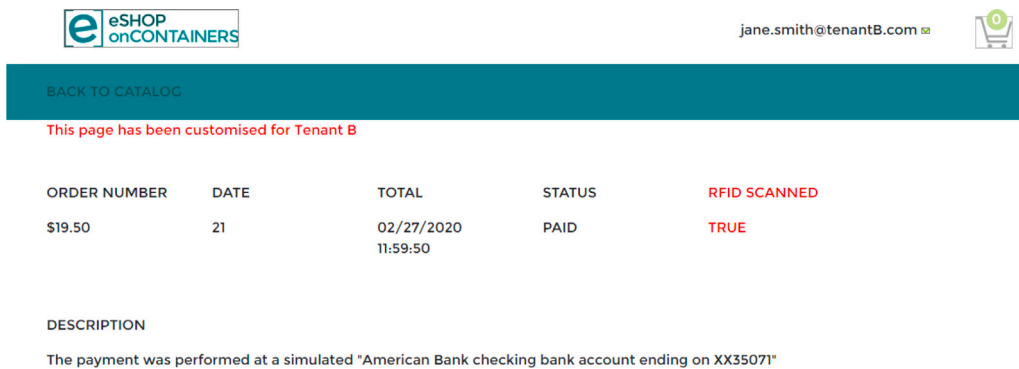 eSHOP
onCONTAINERS
jane.smith@tenantB.com
0
BACK TO CATALOG
This page has been customised for Tenant B
ORDER NUMBER DATE TOTAL STATUS RFID SCANNED
$19.50 21 02/27/2020 PAID TRUE
11:59:50
DESCRIPTION
The payment was performed at a simulated "American Bank checking bank account ending on XX35071"